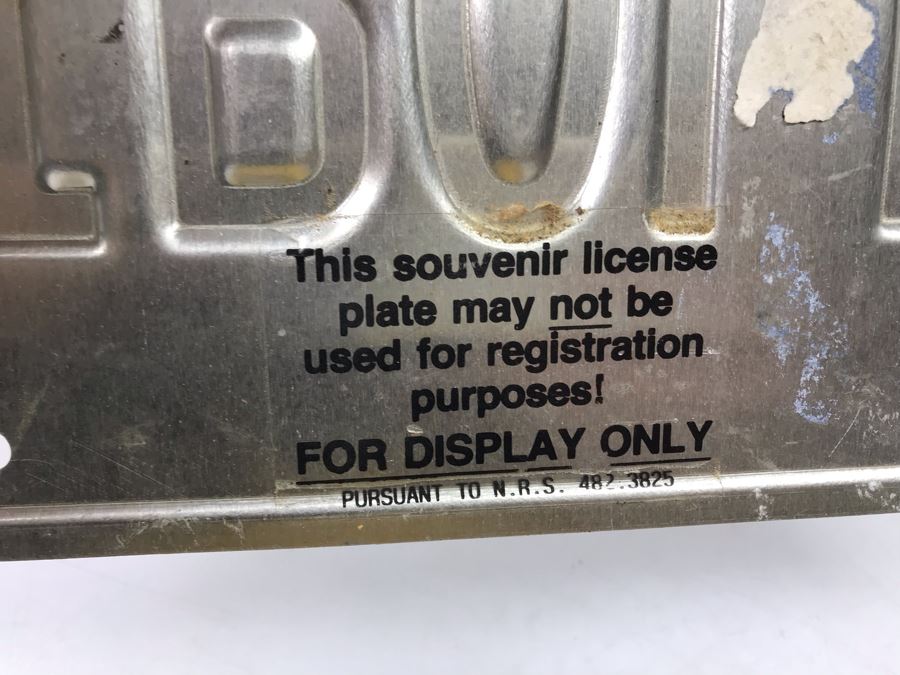 This souvenir license
plate may not be
used for registration
purposes!
FOR DISPLAY ONLY
PURSUANT TO N.R.S. 482.3825